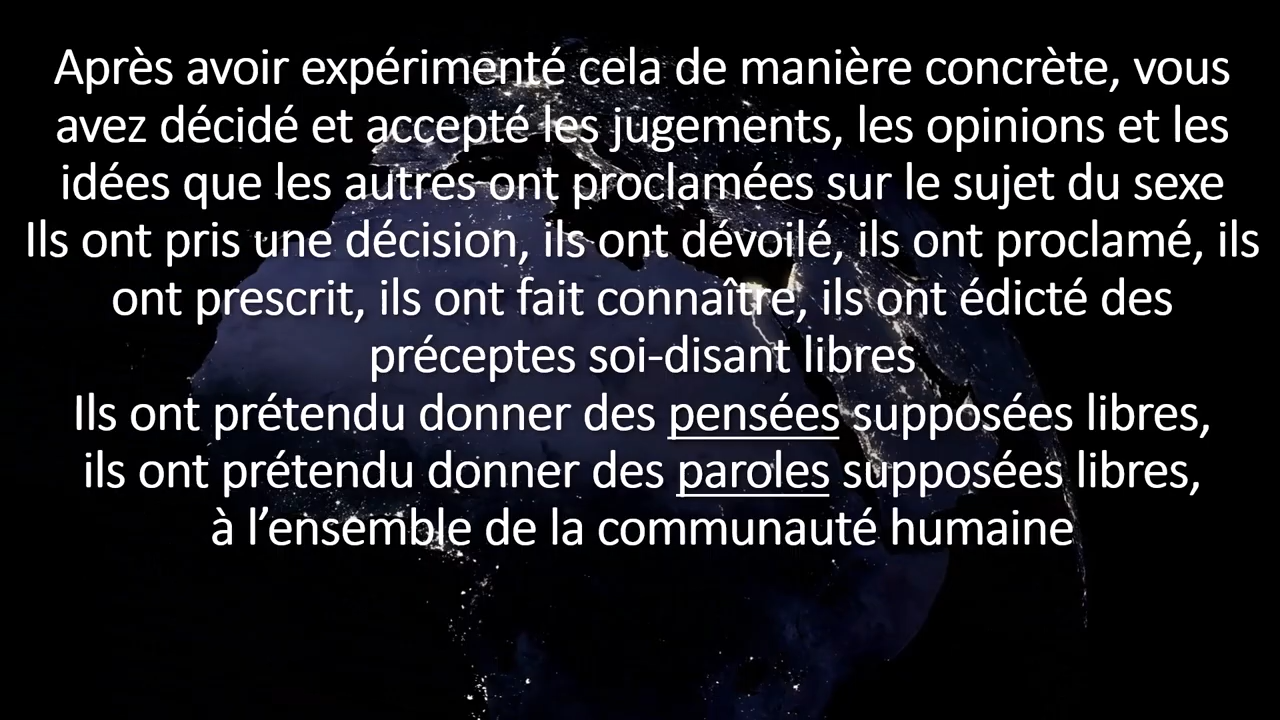 Après avoir expérimenté cela de manière concrète, vous
avez décidé et accepté les jugements, les opinions et les
idées que les autres ont proclamées sur le sujet du sexe
Ils ont pris une décision, ils ont dévoilé, ils ont proclamé, ils
ont prescrit, ils ont fait connaître, ils ont édicté des
préceptes soi-disant libres
Ils ont prétendu donner des pensées supposées libres,
ils ont prétendu donner des paroles supposées libres,
à l’ensemble de la communauté humaine